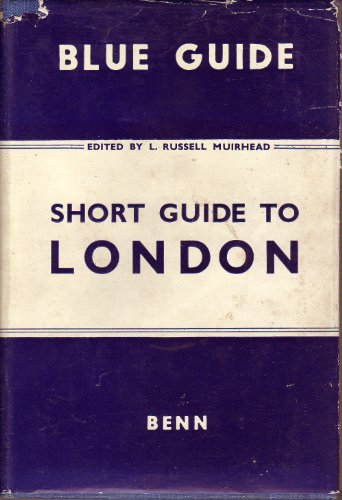 BLUE GUIDE
EDITED BY L. RUSSELL MUIRHEAD
SHORT GUIDE TO
LONDON
BENN